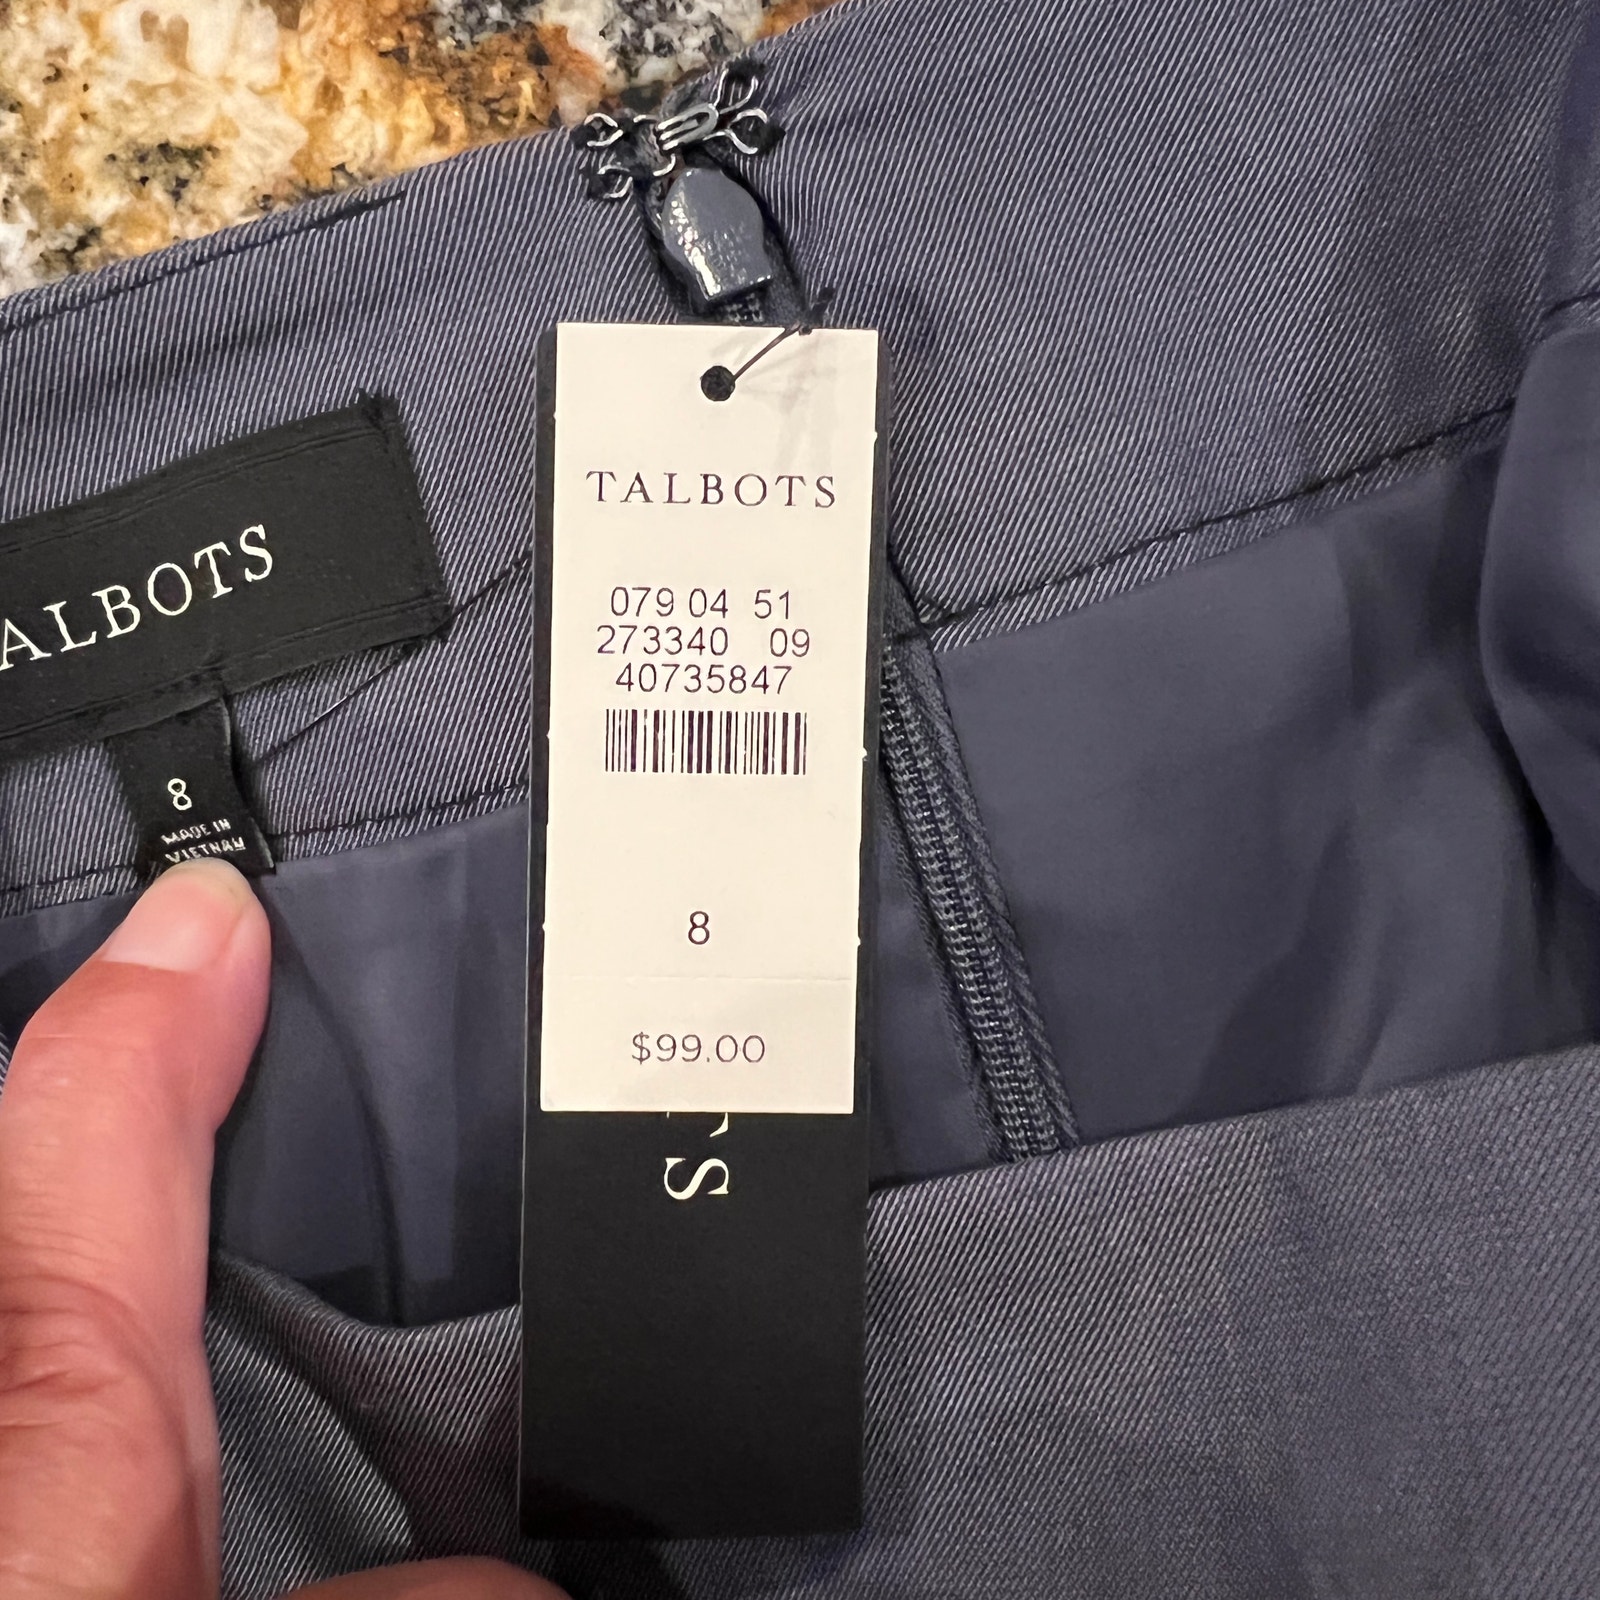 TALBOTS
079 04 51
273340 09
40735847
8
$99.00
S
ALBOTS
8
MADE IN
VIETNAM